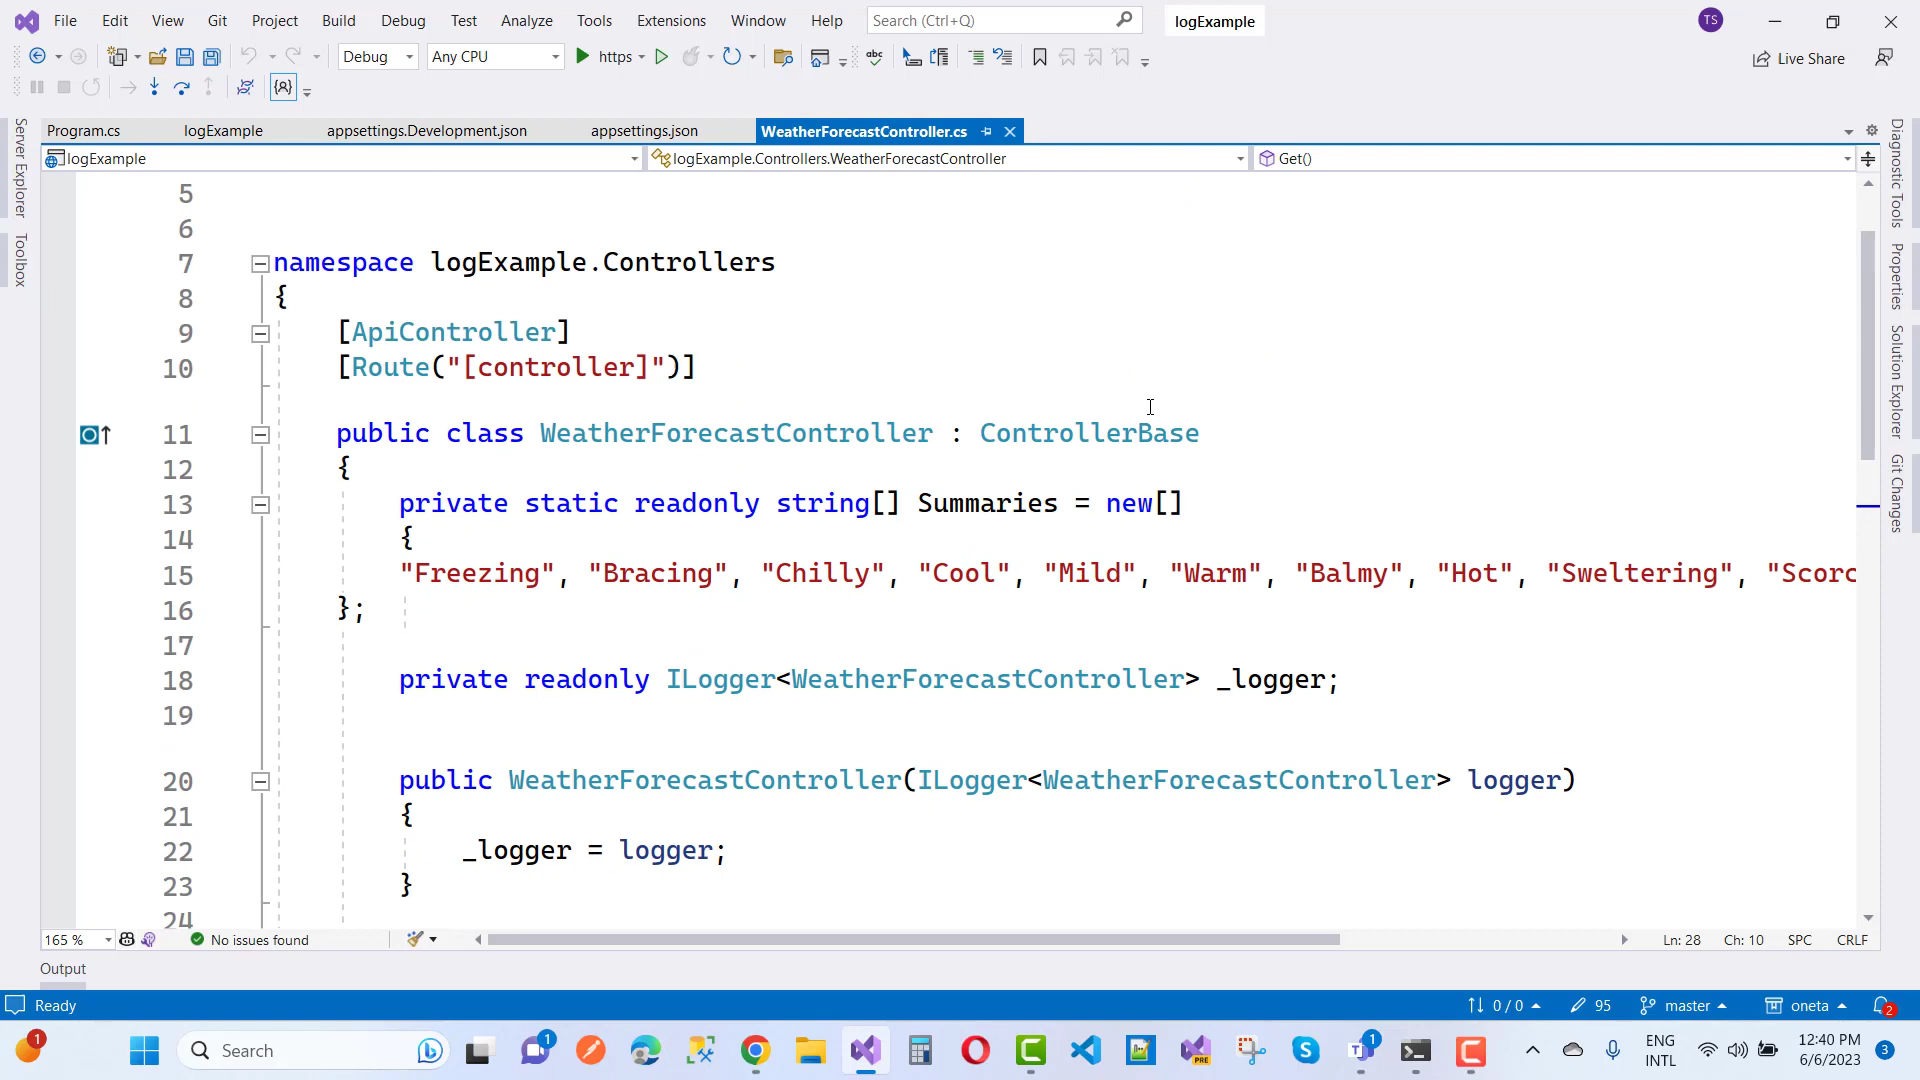 File Edit View Git Project Build Debug Test Analyze Tools Extensions Window Help Search (Ctrl+Q) logExample TS
Debug Any CPU https Live Share
Program.cs logExample appsettings.Development.json appsettings.json WeatherForecastController.cs
logExample logExample.Controllers.WeatherForecastController Get()
Server Explorer
Toolbox
Diagnostic Tools
Properties
Solution Explorer
Git Changes
5
6
7 namespace logExample.Controllers
8 {
9 [ApiController]
10 [Route("[controller]")]
11 public class WeatherForecastController : ControllerBase
12 {
13 private static readonly string[] Summaries = new[]
14 {
15 "Freezing", "Bracing", "Chilly", "Cool", "Mild", "Warm", "Balmy", "Hot", "Sweltering", "Scorc
16 };
17
18 private readonly ILogger<WeatherForecastController> _logger;
19
20 public WeatherForecastController(ILogger<WeatherForecastController> logger)
21 {
22 _logger = logger;
23 }
24
165 % No issues found Ln: 28 Ch: 10 SPC CRLF
Output
Ready 0 / 0 95 master oneta 2
1 Search 1 PRE 1 ENG INTL 12:40 PM 6/6/2023 3